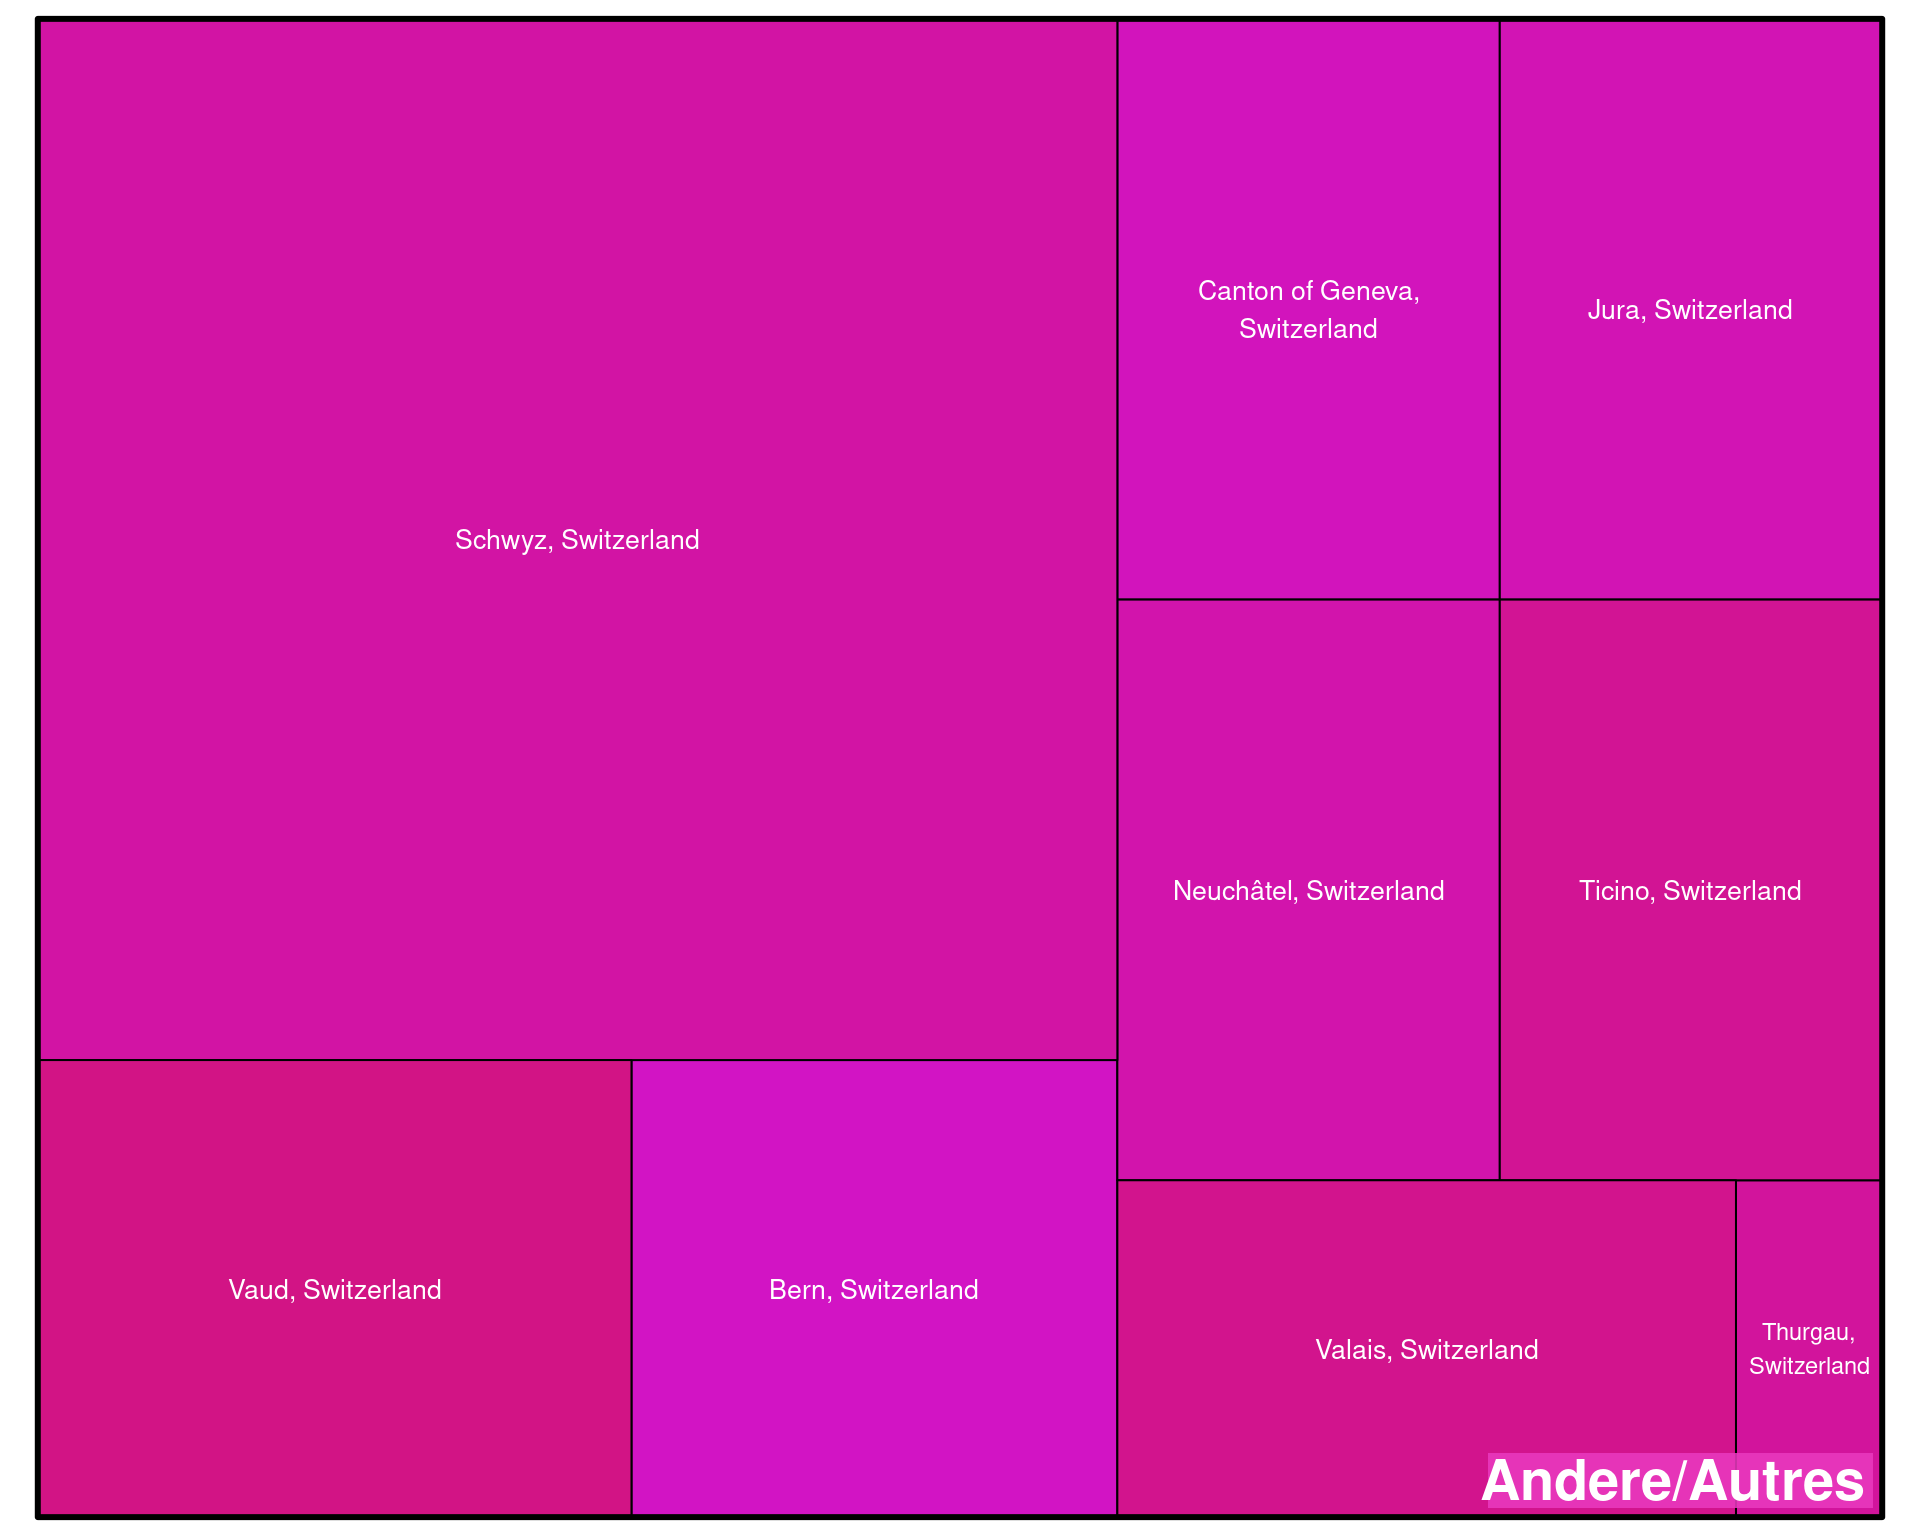 Schwyz, Switzerland
Canton of Geneva,
Switzerland
Jura, Switzerland
Neuchâtel, Switzerland
Ticino, Switzerland
Vaud, Switzerland
Bern, Switzerland
Valais, Switzerland
Thurgau,
Switzerland
Andere/Autres